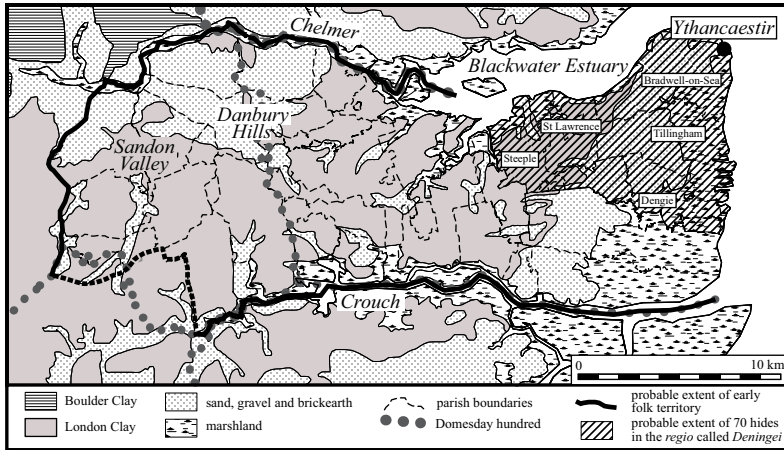 Chelmer
Ythancaestir
Blackwater Estuary
Bradwell-on-Sea
Danbury
Hills
St Lawrence
Tillingham
Sandon
Valley
Steeple
Dengie
Crouch
0 10 km
Boulder Clay
London Clay
sand, gravel and brickearth
marshland
parish boundaries
Domesday hundred
probable extent of early
folk territory
probable extent of 70 hides
in the regio called Deningei